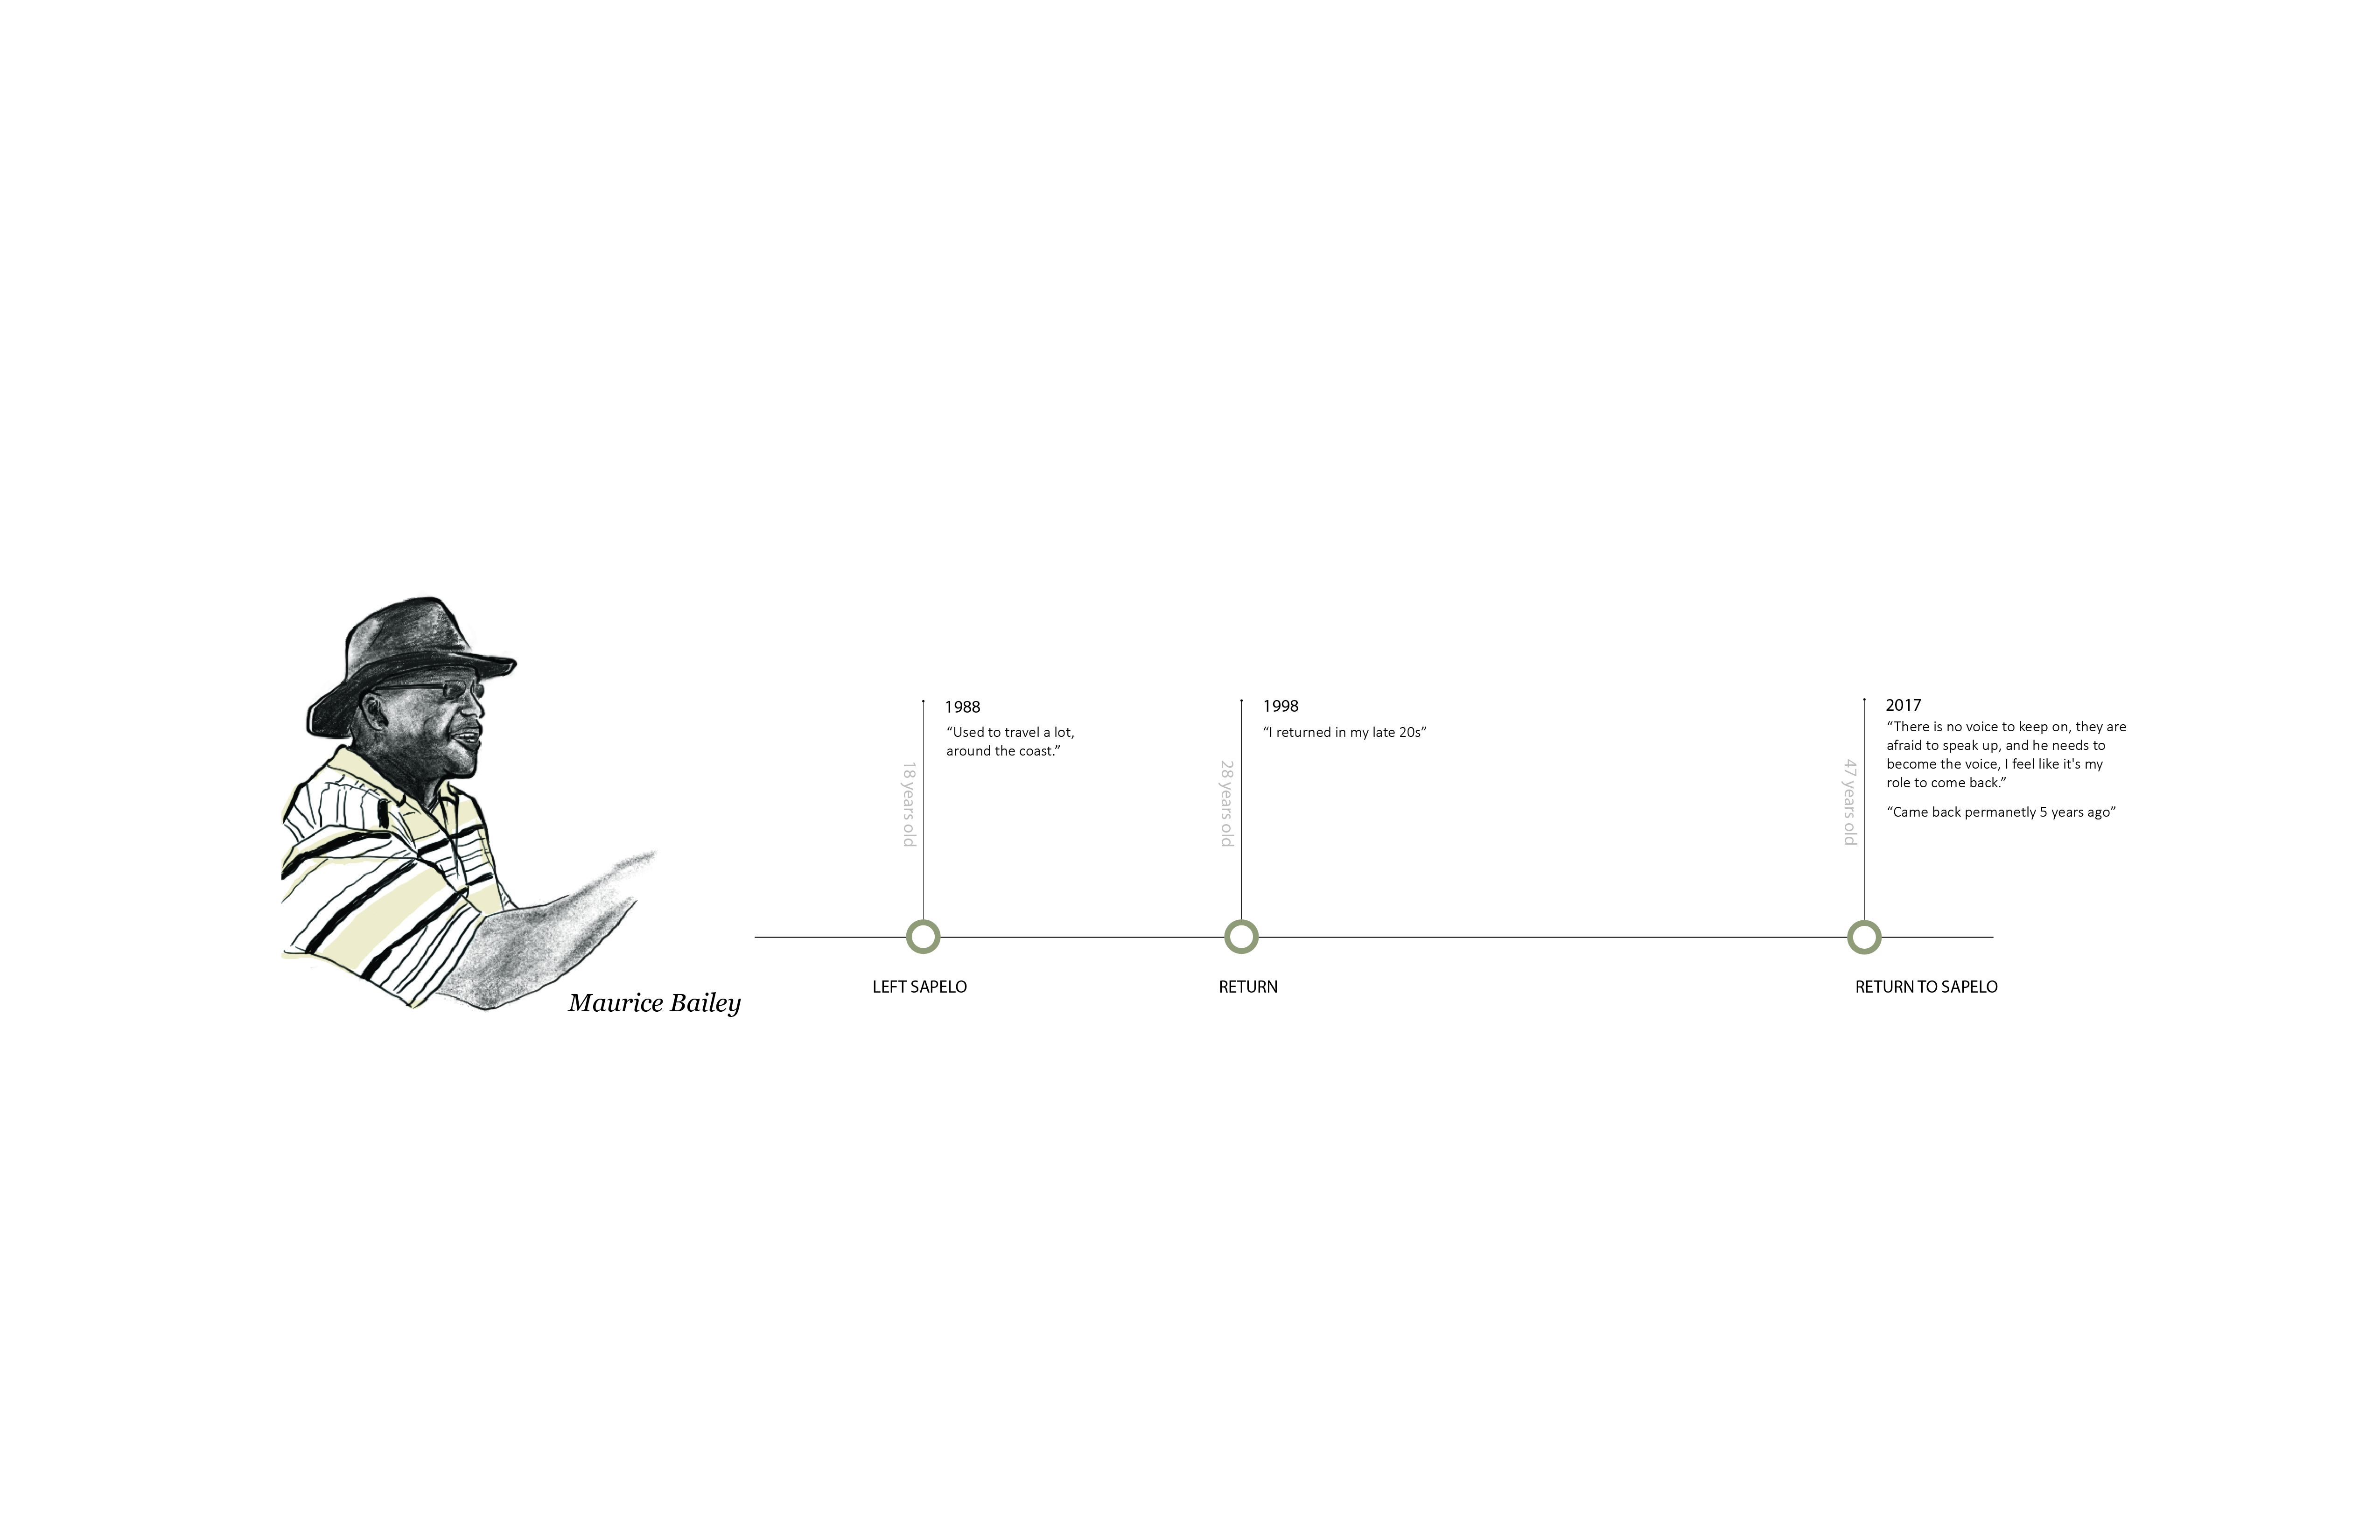 Maurice Bailey
1988
“Used to travel a lot,
around the coast.”
18 years old
LEFT SAPELO
1998
“I returned in my late 20s”
28 years old
RETURN
2017
“There is no voice to keep on, they are
afraid to speak up, and he needs to
become the voice, I feel like it's my
role to come back.”
“Came back permanetly 5 years ago”
47 years old
RETURN TO SAPELO